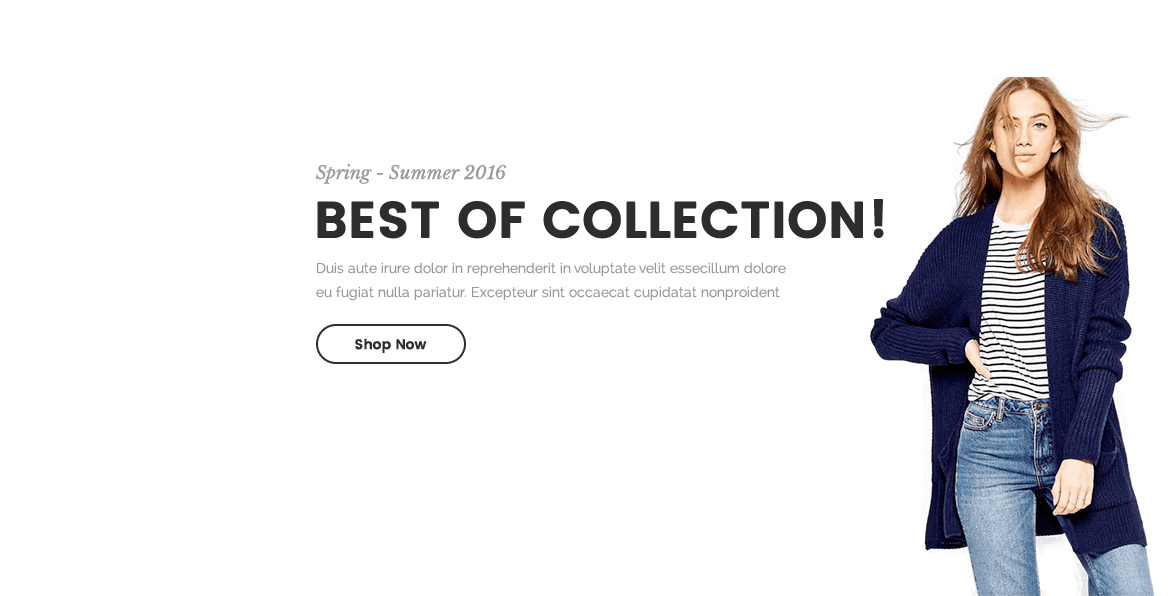 Spring - Summer 2016
BEST OF COLLECTION!
Duis aute irure dolor in reprehenderit in voluptate velit essecillum dolore
eu fugiat nulla pariatur. Excepteur sint occaecat cupidatat nonproident
Shop Now